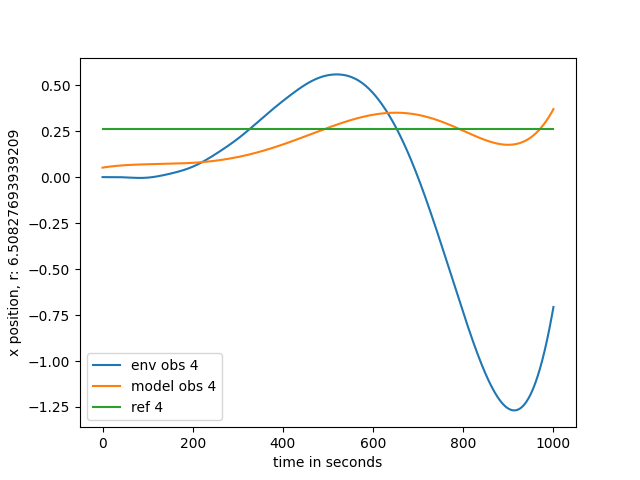 x position, r: 6.50827693939209
0.50
0.25
0.00
−0.25
−0.50
−0.75
−1.00
−1.25
env obs 4
model obs 4
ref 4
0 200 400 600 800 1000
time in seconds